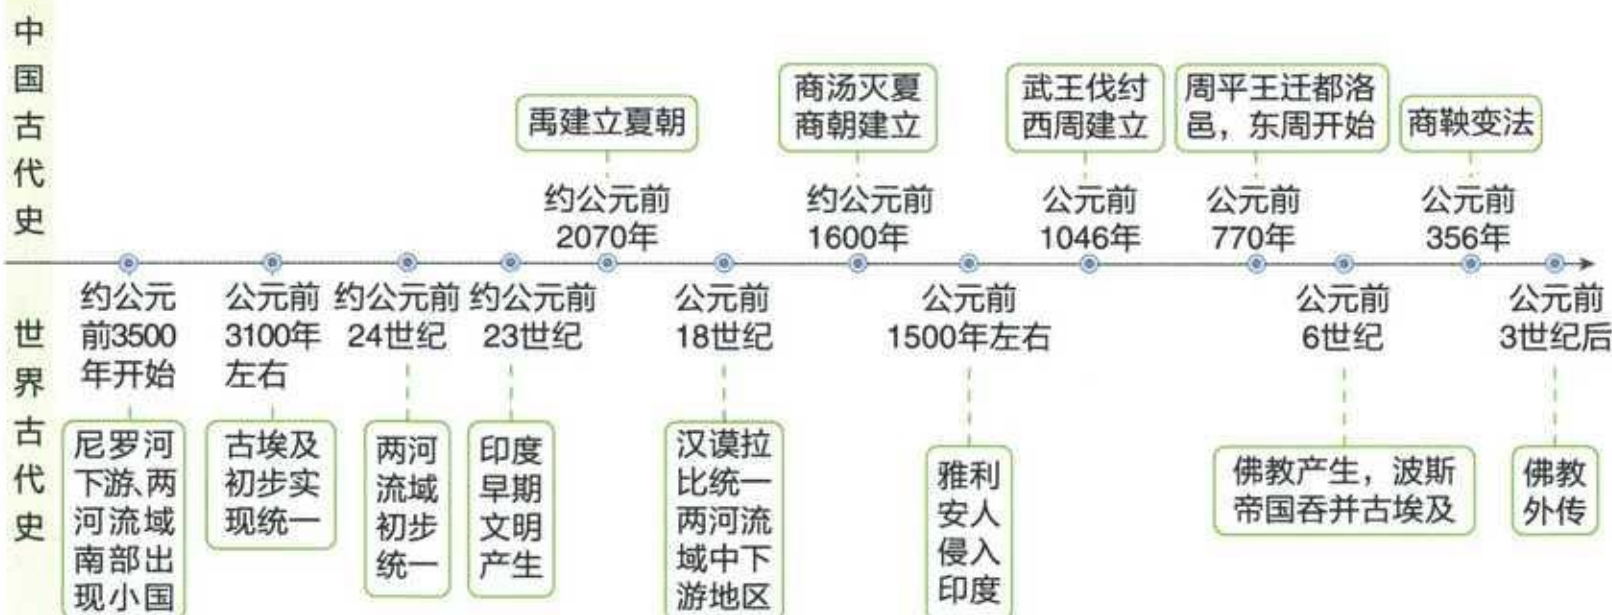 中国古代史
禹建立夏朝
约公元前
2070年
商汤灭夏
商朝建立
约公元前
1600年
武王伐纣
西周建立
公元前
1046年
周平王迁都洛
邑，东周开始
公元前
770年
商鞅变法
公元前
356年
世界古代史
约公元
前3500
年开始
尼罗河
下游、两
河流域
南部出
现小国
公元前
3100年
左右
古埃及
初步实
现统一
约公元前
24世纪
两河
流域
初步
统一
约公元前
23世纪
印度
早期
文明
产生
公元前
18世纪
汉谟拉
比统一
两河流
域中下
游地区
公元前
1500年左右
雅利
安人
侵入
印度
公元前
6世纪
佛教产生，波斯
帝国吞并古埃及
公元前
3世纪后
佛教
外传